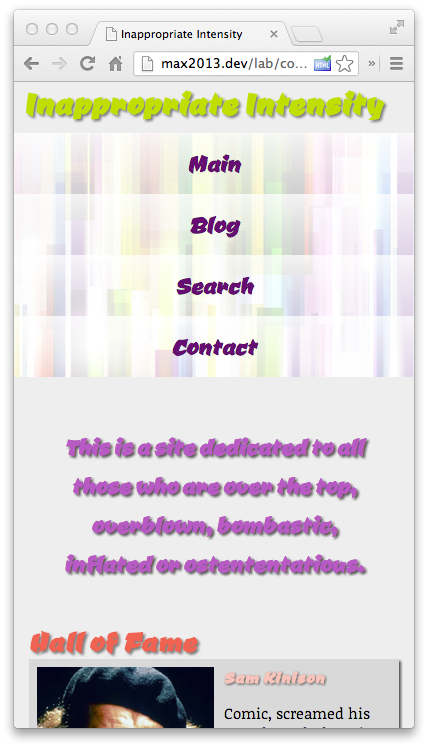 Inappropriate Intensity
max2013.dev/lab/co...
HTML
Inappropriate Intensity
Main
Blog
Search
Contact
This is a site dedicated to all
those who are over the top,
overblown, bombastic,
inflated or ostententatious.
Hall of Fame
Sam Kinison
Comic, screamed his